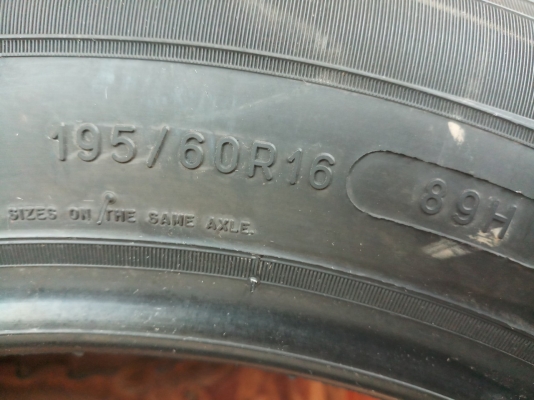 195/60R16 89H
SIZES ON THE SAME AXLE.